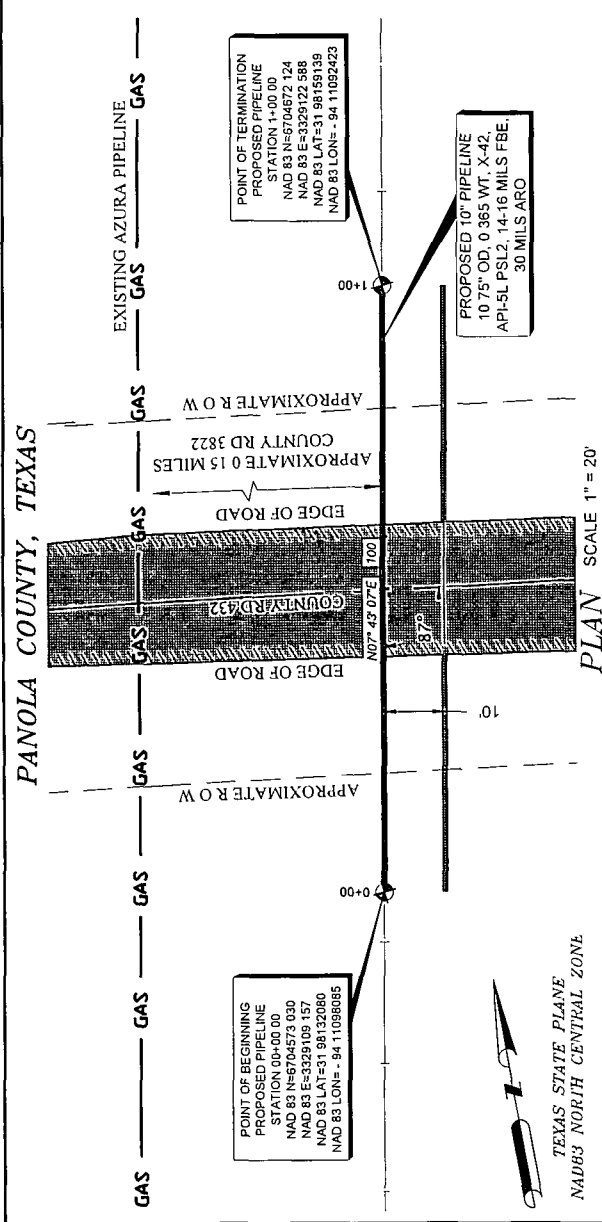 PANOLA COUNTY, TEXAS
EXISTING AZURA PIPELINE
GAS GAS GAS GAS GAS GAS GAS GAS
POINT OF BEGINNING
PROPOSED PIPELINE
STATION 00+00 00
NAD 83 N=6704573 030
NAD 83 E=3329109 157
NAD 83 LAT=31 98132080
NAD 83 LON= - 94 11098085
POINT OF TERMINATION
PROPOSED PIPELINE
STATION 1+00 00
NAD 83 N=6704672 124
NAD 83 E=3329122 588
NAD 83 LAT=31 98159139
NAD 83 LON= - 94 11092423
APPROXIMATE R O W
EDGE OF ROAD
COUNTY RD 432
EDGE OF ROAD
APPROXIMATE 0 15 MILES
COUNTY RD 3822
APPROXIMATE R O W
0+00
N07° 43 07"E 100
1+00
87°
10'
PROPOSED 10" PIPELINE
10 75" OD, 0 365 WT, X-42,
API-5L PSL2, 14-16 MILS FBE,
30 MILS ARO
TEXAS STATE PLANE
NAD83 NORTH CENTRAL ZONE
PLAN SCALE 1" = 20'